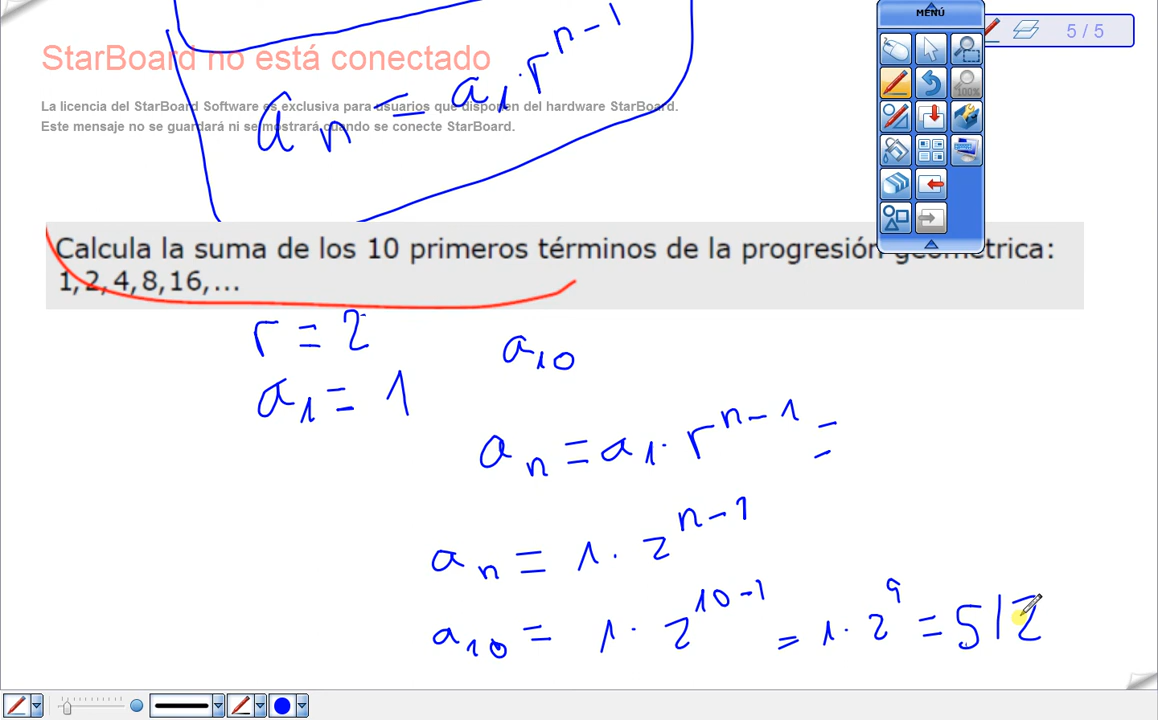 MENÚ
5 / 5
StarBoard no está conectado
La licencia del StarBoard Software es exclusiva para usuarios que disponen del hardware StarBoard.
Este mensaje no se guardará ni se mostrará cuando se conecte StarBoard.
100%
aₙ = a₁ · rⁿ⁻¹
Calcula la suma de los 10 primeros términos de la progresión geométrica:
1, 2, 4, 8, 16, ...
r = 2
a₁₀
a₁ = 1
aₙ = a₁ · rⁿ⁻¹ =
aₙ = 1 · 2ⁿ⁻¹
a₁₀ = 1 · 2¹⁰⁻¹ = 1 · 2⁹ = 512